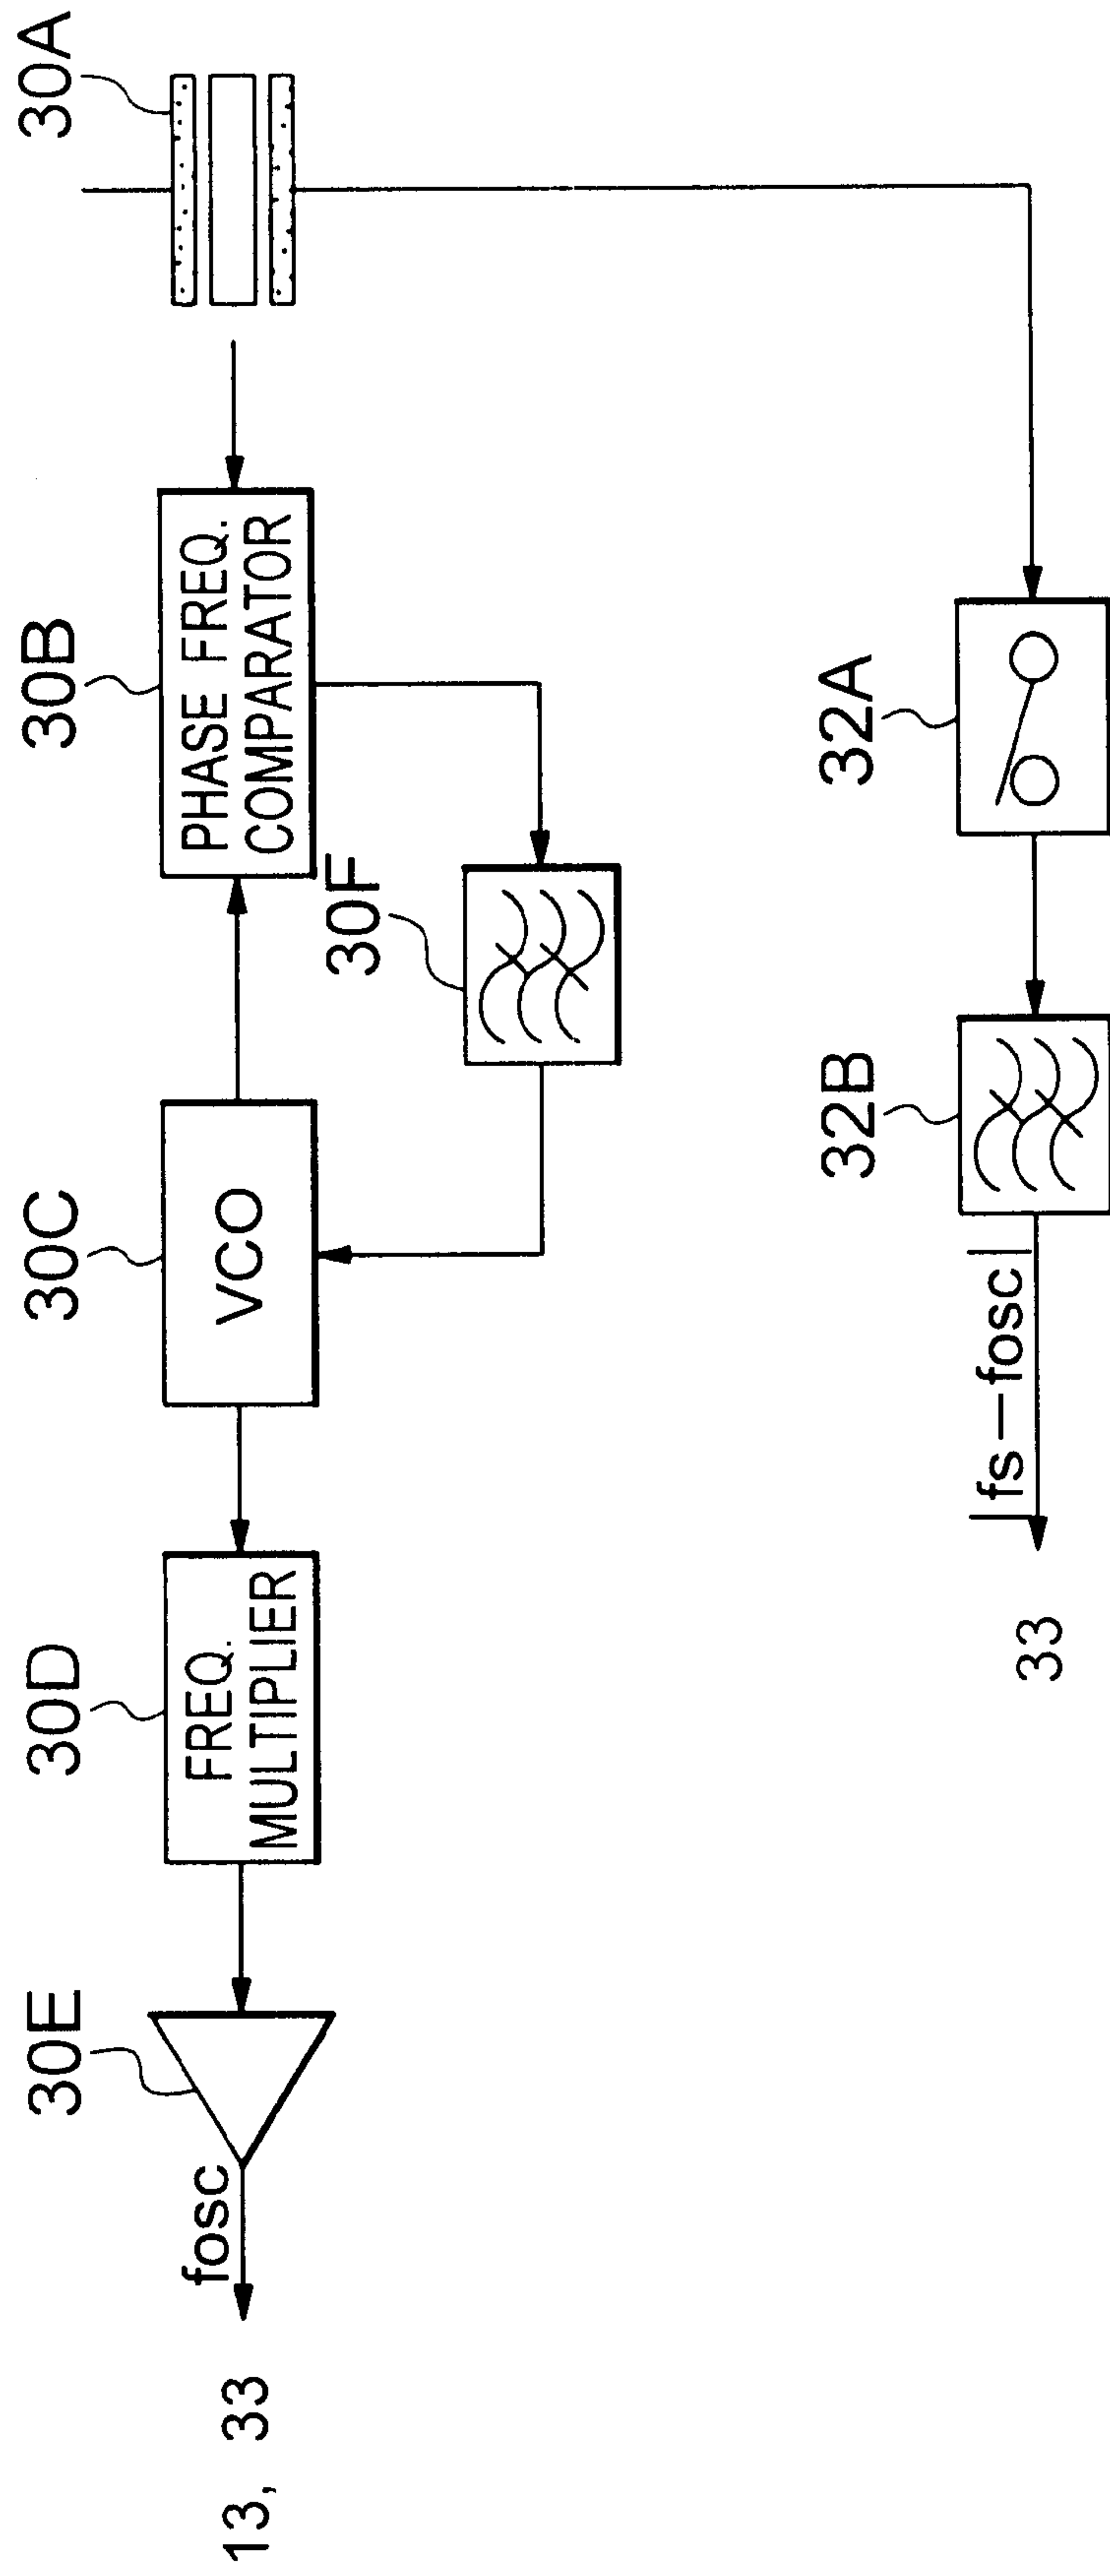 30A
30B
PHASE FREQ.
COMPARATOR
30F
30C
VCO
30D
FREQ.
MULTIPLIER
30E
fosc
13, 33
32A
32B
|fs—fosc|
33